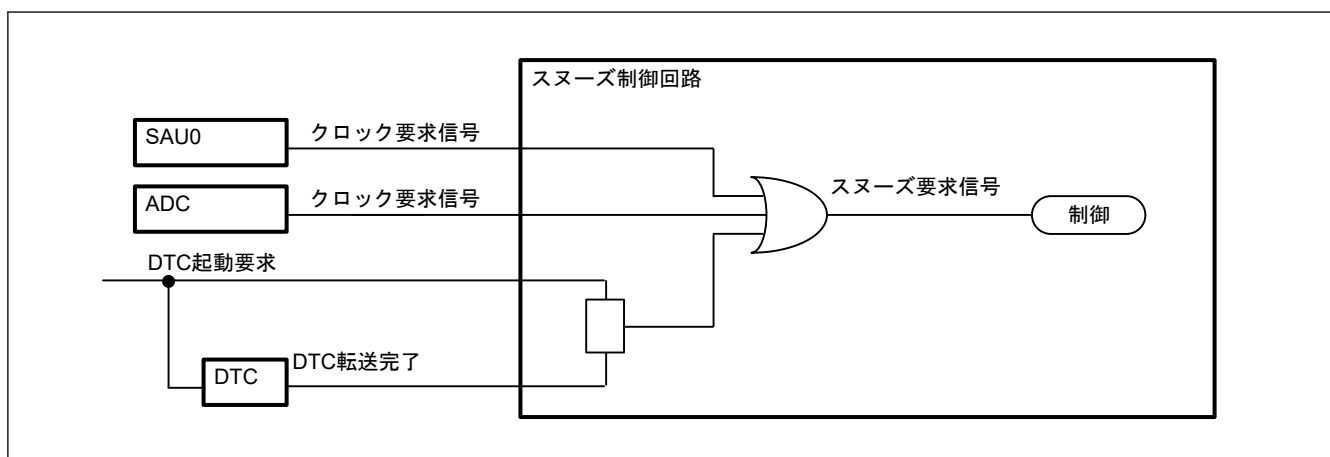 スヌーズ制御回路
SAU0
クロック要求信号
ADC
クロック要求信号
スヌーズ要求信号
制御
DTC起動要求
DTC
DTC転送完了